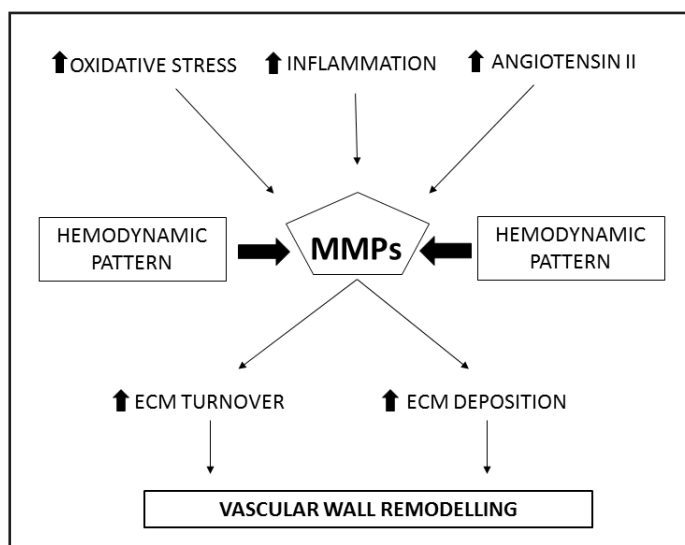 OXIDATIVE STRESS
INFLAMMATION
ANGIOTENSIN II
HEMODYNAMIC
PATTERN
MMPs
HEMODYNAMIC
PATTERN
ECM TURNOVER
ECM DEPOSITION
VASCULAR WALL REMODELLING